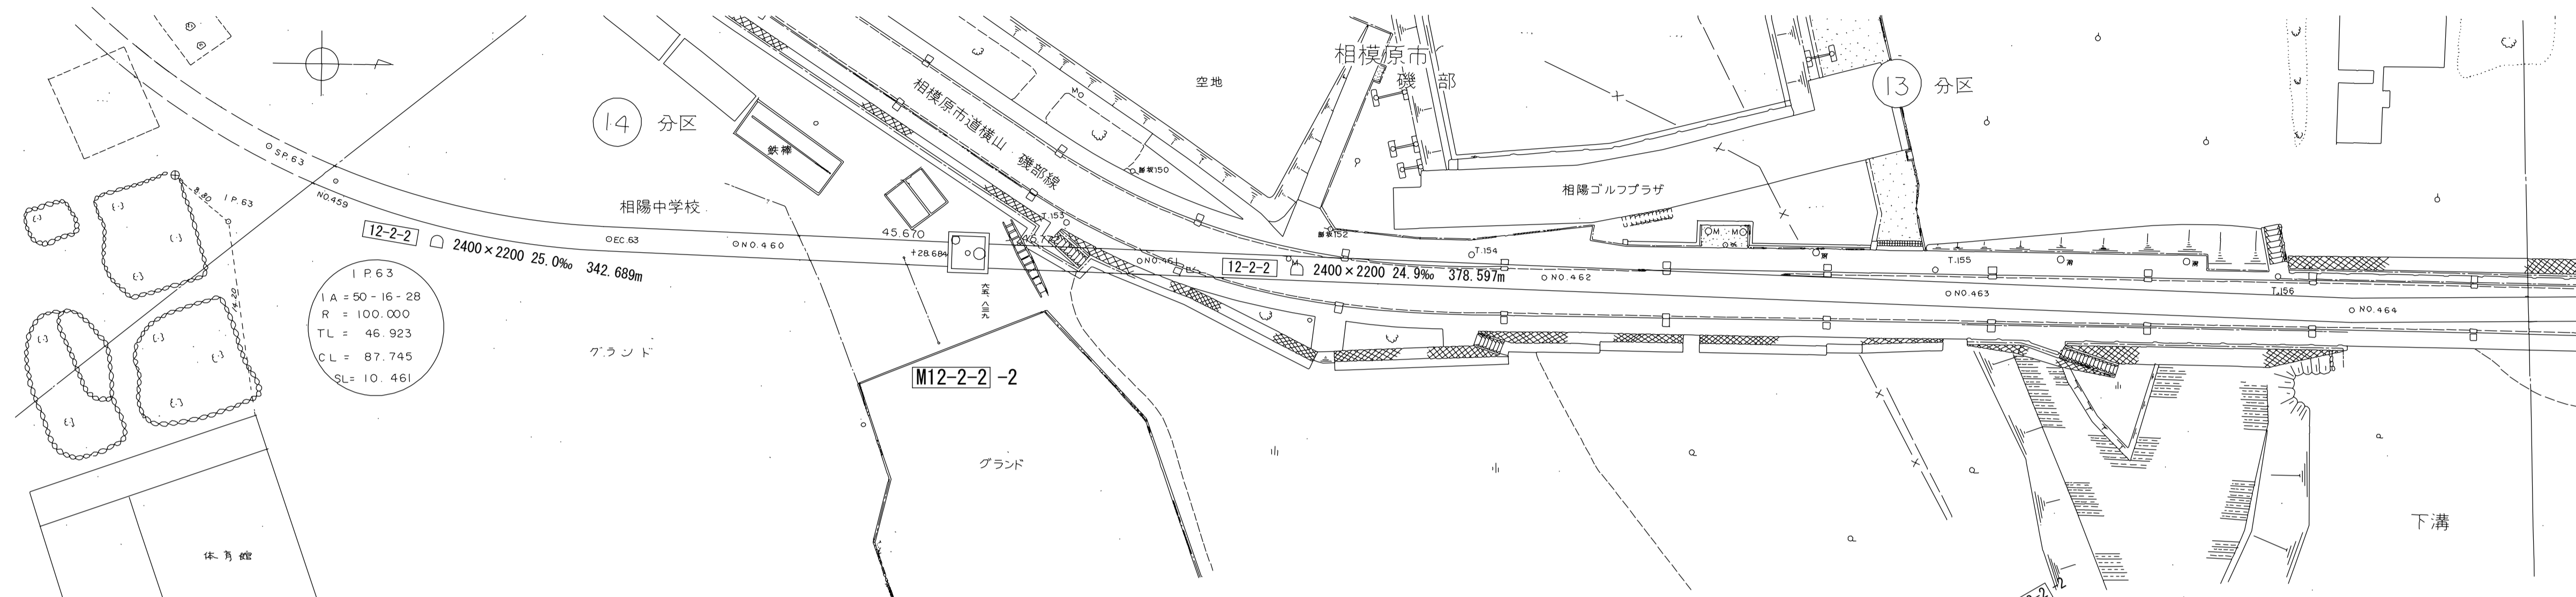 相模原市
磯部
13 分区
14 分区
空地
相模原市道横山 磯部線
鉄棒
相陽中学校
相陽ゴルフプラザ
SP.63
8.80
IP.63
NO.459
14.20
EC.63
NO.460
45.670
+28.684
T.153
NO.461
T.154
NO.462
T.155
NO.463
T.156
NO.464
12-2-2 2400×2200 25.0‰ 342.689m
12-2-2 2400×2200 24.9‰ 378.597m
IP.63
IA = 50-16-28
R = 100.000
TL = 46.923
CL = 87.745
SL = 10.461
グランド
M12-2-2 -2
グランド
体育館
下溝